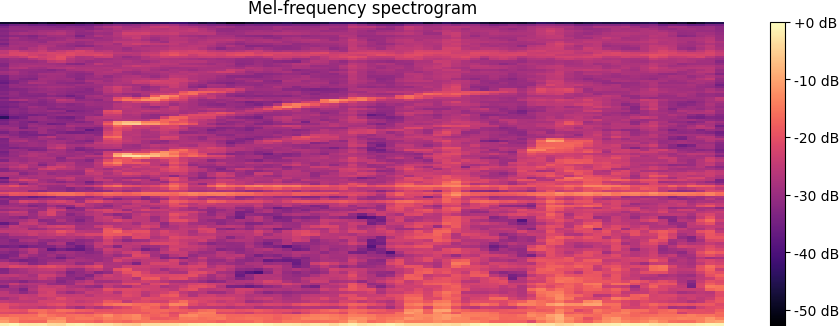 Mel-frequency spectrogram
+0 dB
-10 dB
-20 dB
-30 dB
-40 dB
-50 dB